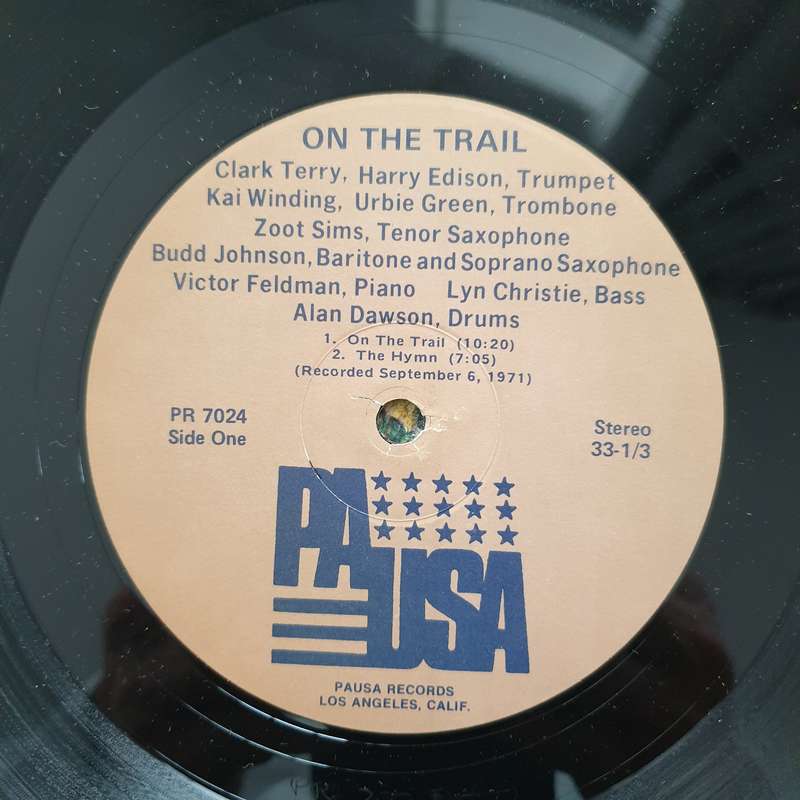 ON THE TRAIL
Clark Terry, Harry Edison, Trumpet
Kai Winding, Urbie Green, Trombone
Zoot Sims, Tenor Saxophone
Budd Johnson, Baritone and Soprano Saxophone
Victor Feldman, Piano Lyn Christie, Bass
Alan Dawson, Drums
1. On The Trail (10:20)
2. The Hymn (7:05)
(Recorded September 6, 1971)
PR 7024
Side One
Stereo
33-1/3
PAUSA
PAUSA RECORDS
LOS ANGELES, CALIF.